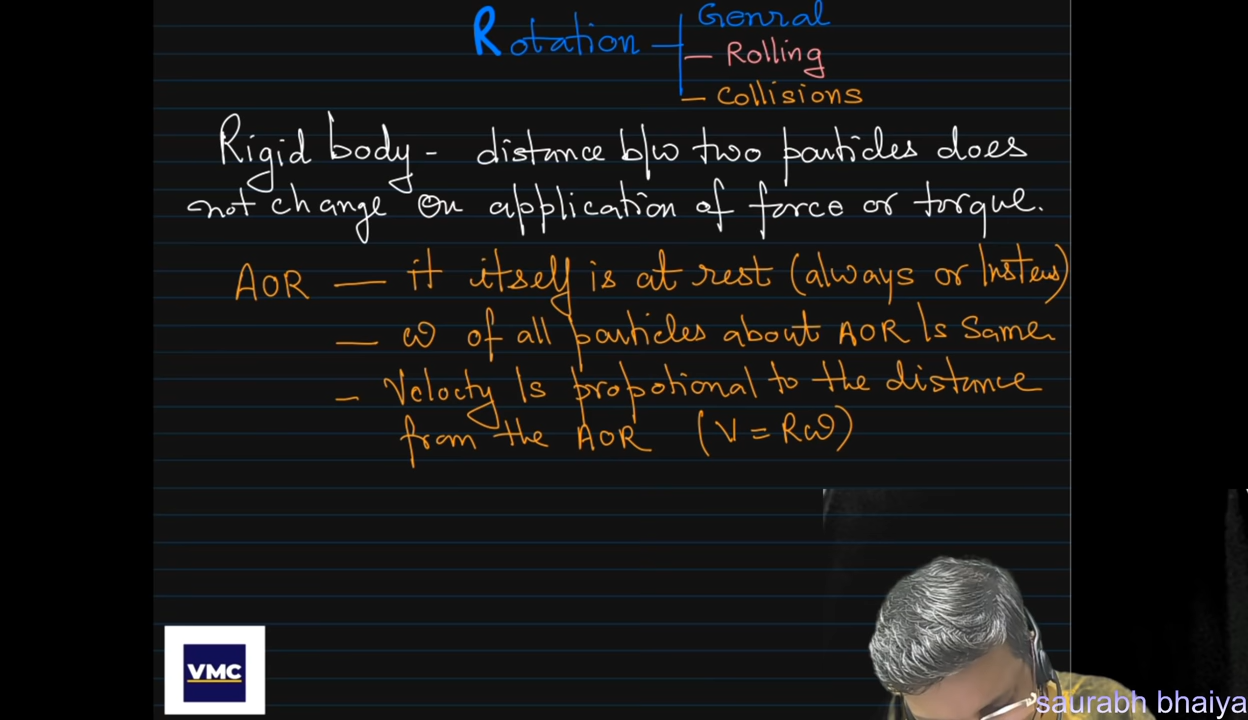 Rotation
Genral
— Rolling
— Collisions
Rigid body - distance b/w two particles does
not change on application of force or torque.
AOR — it itself is at rest (always or Instens)
— ω of all particles about AOR Is Same
- Velocty Is propotional to the distance
from the AOR (V = Rω)
VMC
saurabh bhaiya